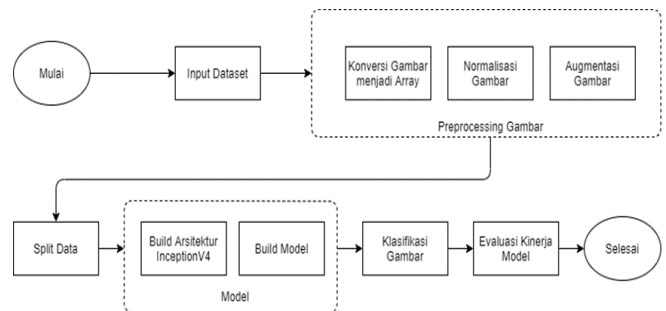 Mulai
Input Dataset
Konversi Gambar
menjadi Array
Normalisasi
Gambar
Augmentasi
Gambar
Preprocessing Gambar
Split Data
Build Arsitektur
InceptionV4
Build Model
Model
Klasifikasi
Gambar
Evaluasi Kinerja
Model
Selesai